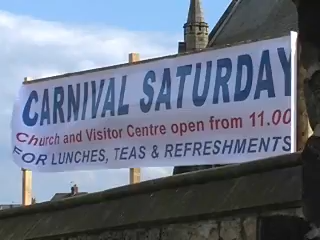 CARNIVAL SATURDAY
Church and Visitor Centre open from 11.00
FOR LUNCHES, TEAS & REFRESHMENTS